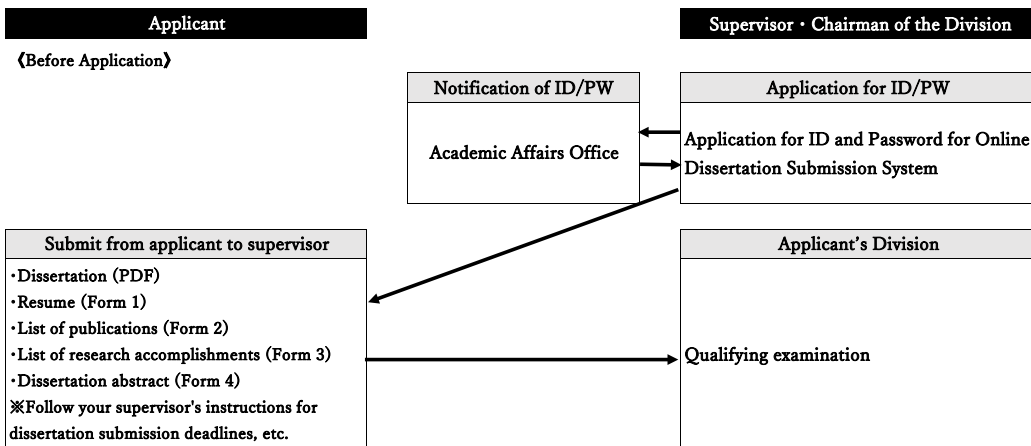 Applicant
Supervisor・Chairman of the Division
《Before Application》
Notification of ID/PW
Application for ID/PW
Academic Affairs Office
Application for ID and Password for Online
Dissertation Submission System
Submit from applicant to supervisor
・Dissertation (PDF)
・Resume (Form 1)
・List of publications (Form 2)
・List of research accomplishments (Form 3)
・Dissertation abstract (Form 4)
※Follow your supervisor's instructions for
dissertation submission deadlines, etc.
Applicant’s Division
Qualifying examination